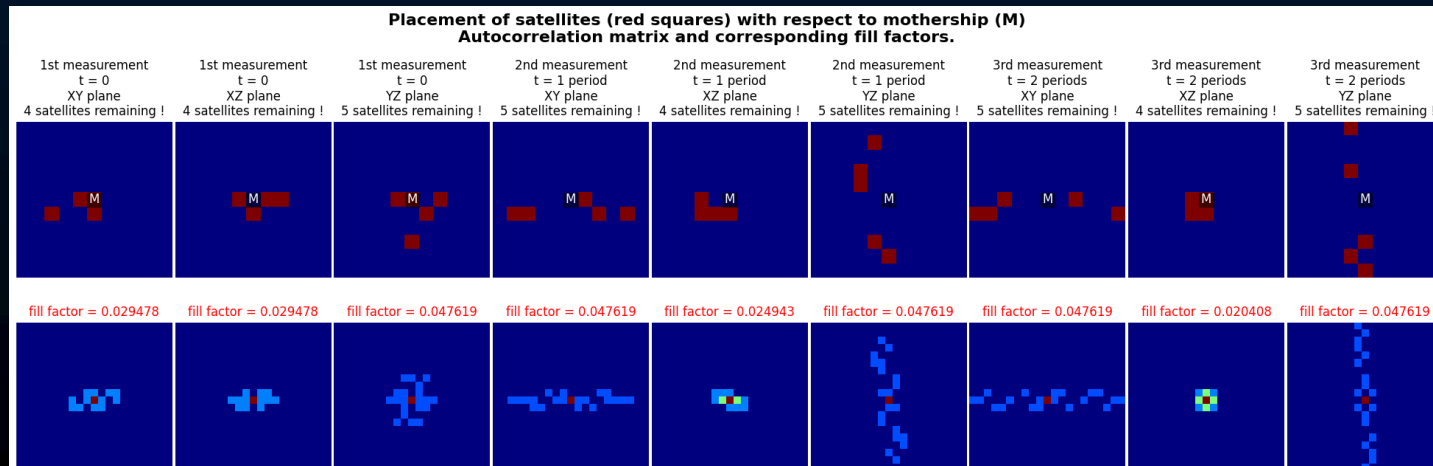 Placement of satellites (red squares) with respect to mothership (M)
Autocorrelation matrix and corresponding fill factors.
1st measurement
t = 0
XY plane
4 satellites remaining !
1st measurement
t = 0
XZ plane
4 satellites remaining !
1st measurement
t = 0
YZ plane
5 satellites remaining !
2nd measurement
t = 1 period
XY plane
5 satellites remaining !
2nd measurement
t = 1 period
XZ plane
4 satellites remaining !
2nd measurement
t = 1 period
YZ plane
5 satellites remaining !
3rd measurement
t = 2 periods
XY plane
5 satellites remaining !
3rd measurement
t = 2 periods
XZ plane
4 satellites remaining !
3rd measurement
t = 2 periods
YZ plane
5 satellites remaining !
M
M
M
M
M
M
M
M
M
fill factor = 0.029478
fill factor = 0.029478
fill factor = 0.047619
fill factor = 0.047619
fill factor = 0.024943
fill factor = 0.047619
fill factor = 0.047619
fill factor = 0.020408
fill factor = 0.047619